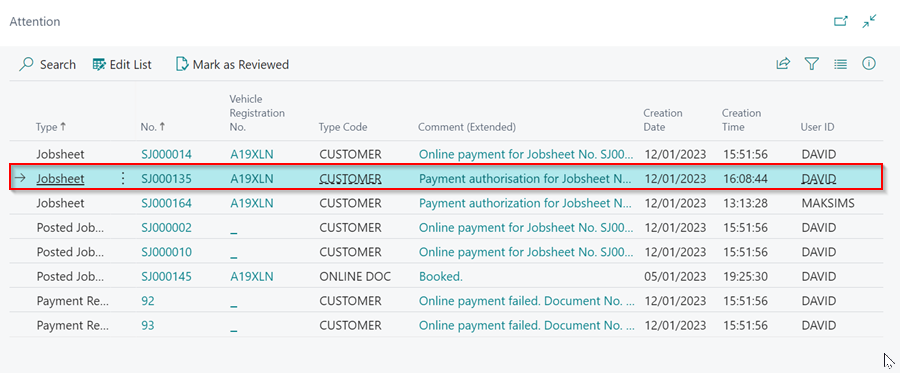 Attention
Search Edit List Mark as Reviewed
Type ↑ No. ↑ Vehicle Registration No. Type Code Comment (Extended) Creation Date Creation Time User ID
Jobsheet SJ000014 A19XLN CUSTOMER Online payment for Jobsheet No. SJ00... 12/01/2023 15:51:56 DAVID
→ Jobsheet ⋮ SJ000135 A19XLN CUSTOMER Payment authorisation for Jobsheet N... 12/01/2023 16:08:44 DAVID
Jobsheet SJ000164 A19XLN CUSTOMER Payment authorization for Jobsheet N... 12/01/2023 13:13:28 MAKSIMS
Posted Job... SJ000002 _ CUSTOMER Online payment for Jobsheet No. SJ00... 12/01/2023 15:51:56 DAVID
Posted Job... SJ000010 _ CUSTOMER Online payment for Jobsheet No. SJ00... 12/01/2023 15:51:56 DAVID
Posted Job... SJ000145 A19XLN ONLINE DOC Booked. 05/01/2023 19:25:30 DAVID
Payment Re... 92 _ CUSTOMER Online payment failed. Document No. ... 12/01/2023 15:51:56 DAVID
Payment Re... 93 _ CUSTOMER Online payment failed. Document No. ... 12/01/2023 15:51:56 DAVID